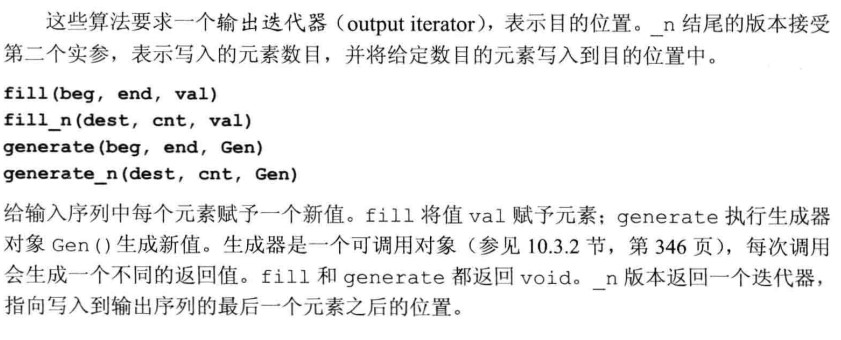 这些算法要求一个输出迭代器（output iterator），表示目的位置。_n 结尾的版本接受
第二个实参，表示写入的元素数目，并将给定数目的元素写入到目的位置中。
fill(beg, end, val)
fill_n(dest, cnt, val)
generate(beg, end, Gen)
generate_n(dest, cnt, Gen)
给输入序列中每个元素赋予一个新值。fill 将值 val 赋予元素；generate 执行生成器
对象 Gen()生成新值。生成器是一个可调用对象（参见 10.3.2 节，第 346 页），每次调用
会生成一个不同的返回值。fill 和 generate 都返回 void。_n 版本返回一个迭代器，
指向写入到输出序列的最后一个元素之后的位置。